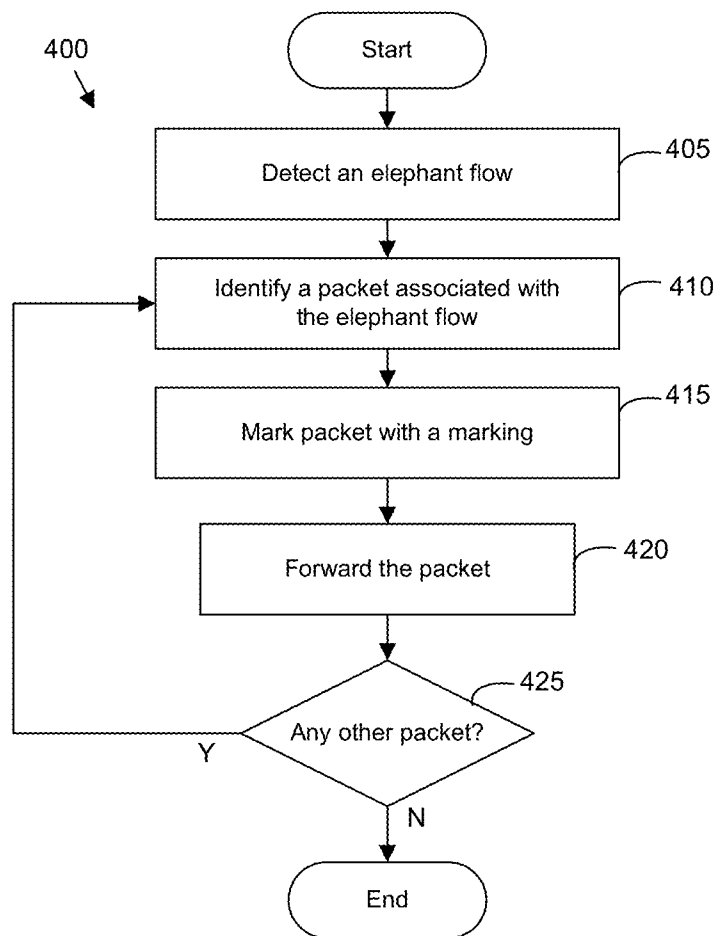 400
Start
Detect an elephant flow
405
Identify a packet associated with
the elephant flow
410
Mark packet with a marking
415
Forward the packet
420
Any other packet?
425
Y
N
End